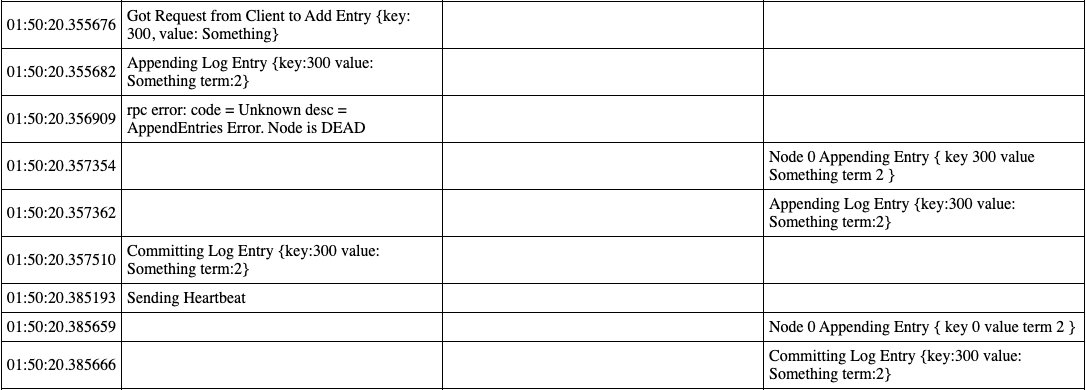 01:50:20.355676
Got Request from Client to Add Entry {key:
300, value: Something}
01:50:20.355682
Appending Log Entry {key:300 value:
Something term:2}
01:50:20.356909
rpc error: code = Unknown desc =
AppendEntries Error. Node is DEAD
01:50:20.357354
Node 0 Appending Entry { key 300 value
Something term 2 }
01:50:20.357362
Appending Log Entry {key:300 value:
Something term:2}
01:50:20.357510
Committing Log Entry {key:300 value:
Something term:2}
01:50:20.385193
Sending Heartbeat
01:50:20.385659
Node 0 Appending Entry { key 0 value term 2 }
01:50:20.385666
Committing Log Entry {key:300 value:
Something term:2}